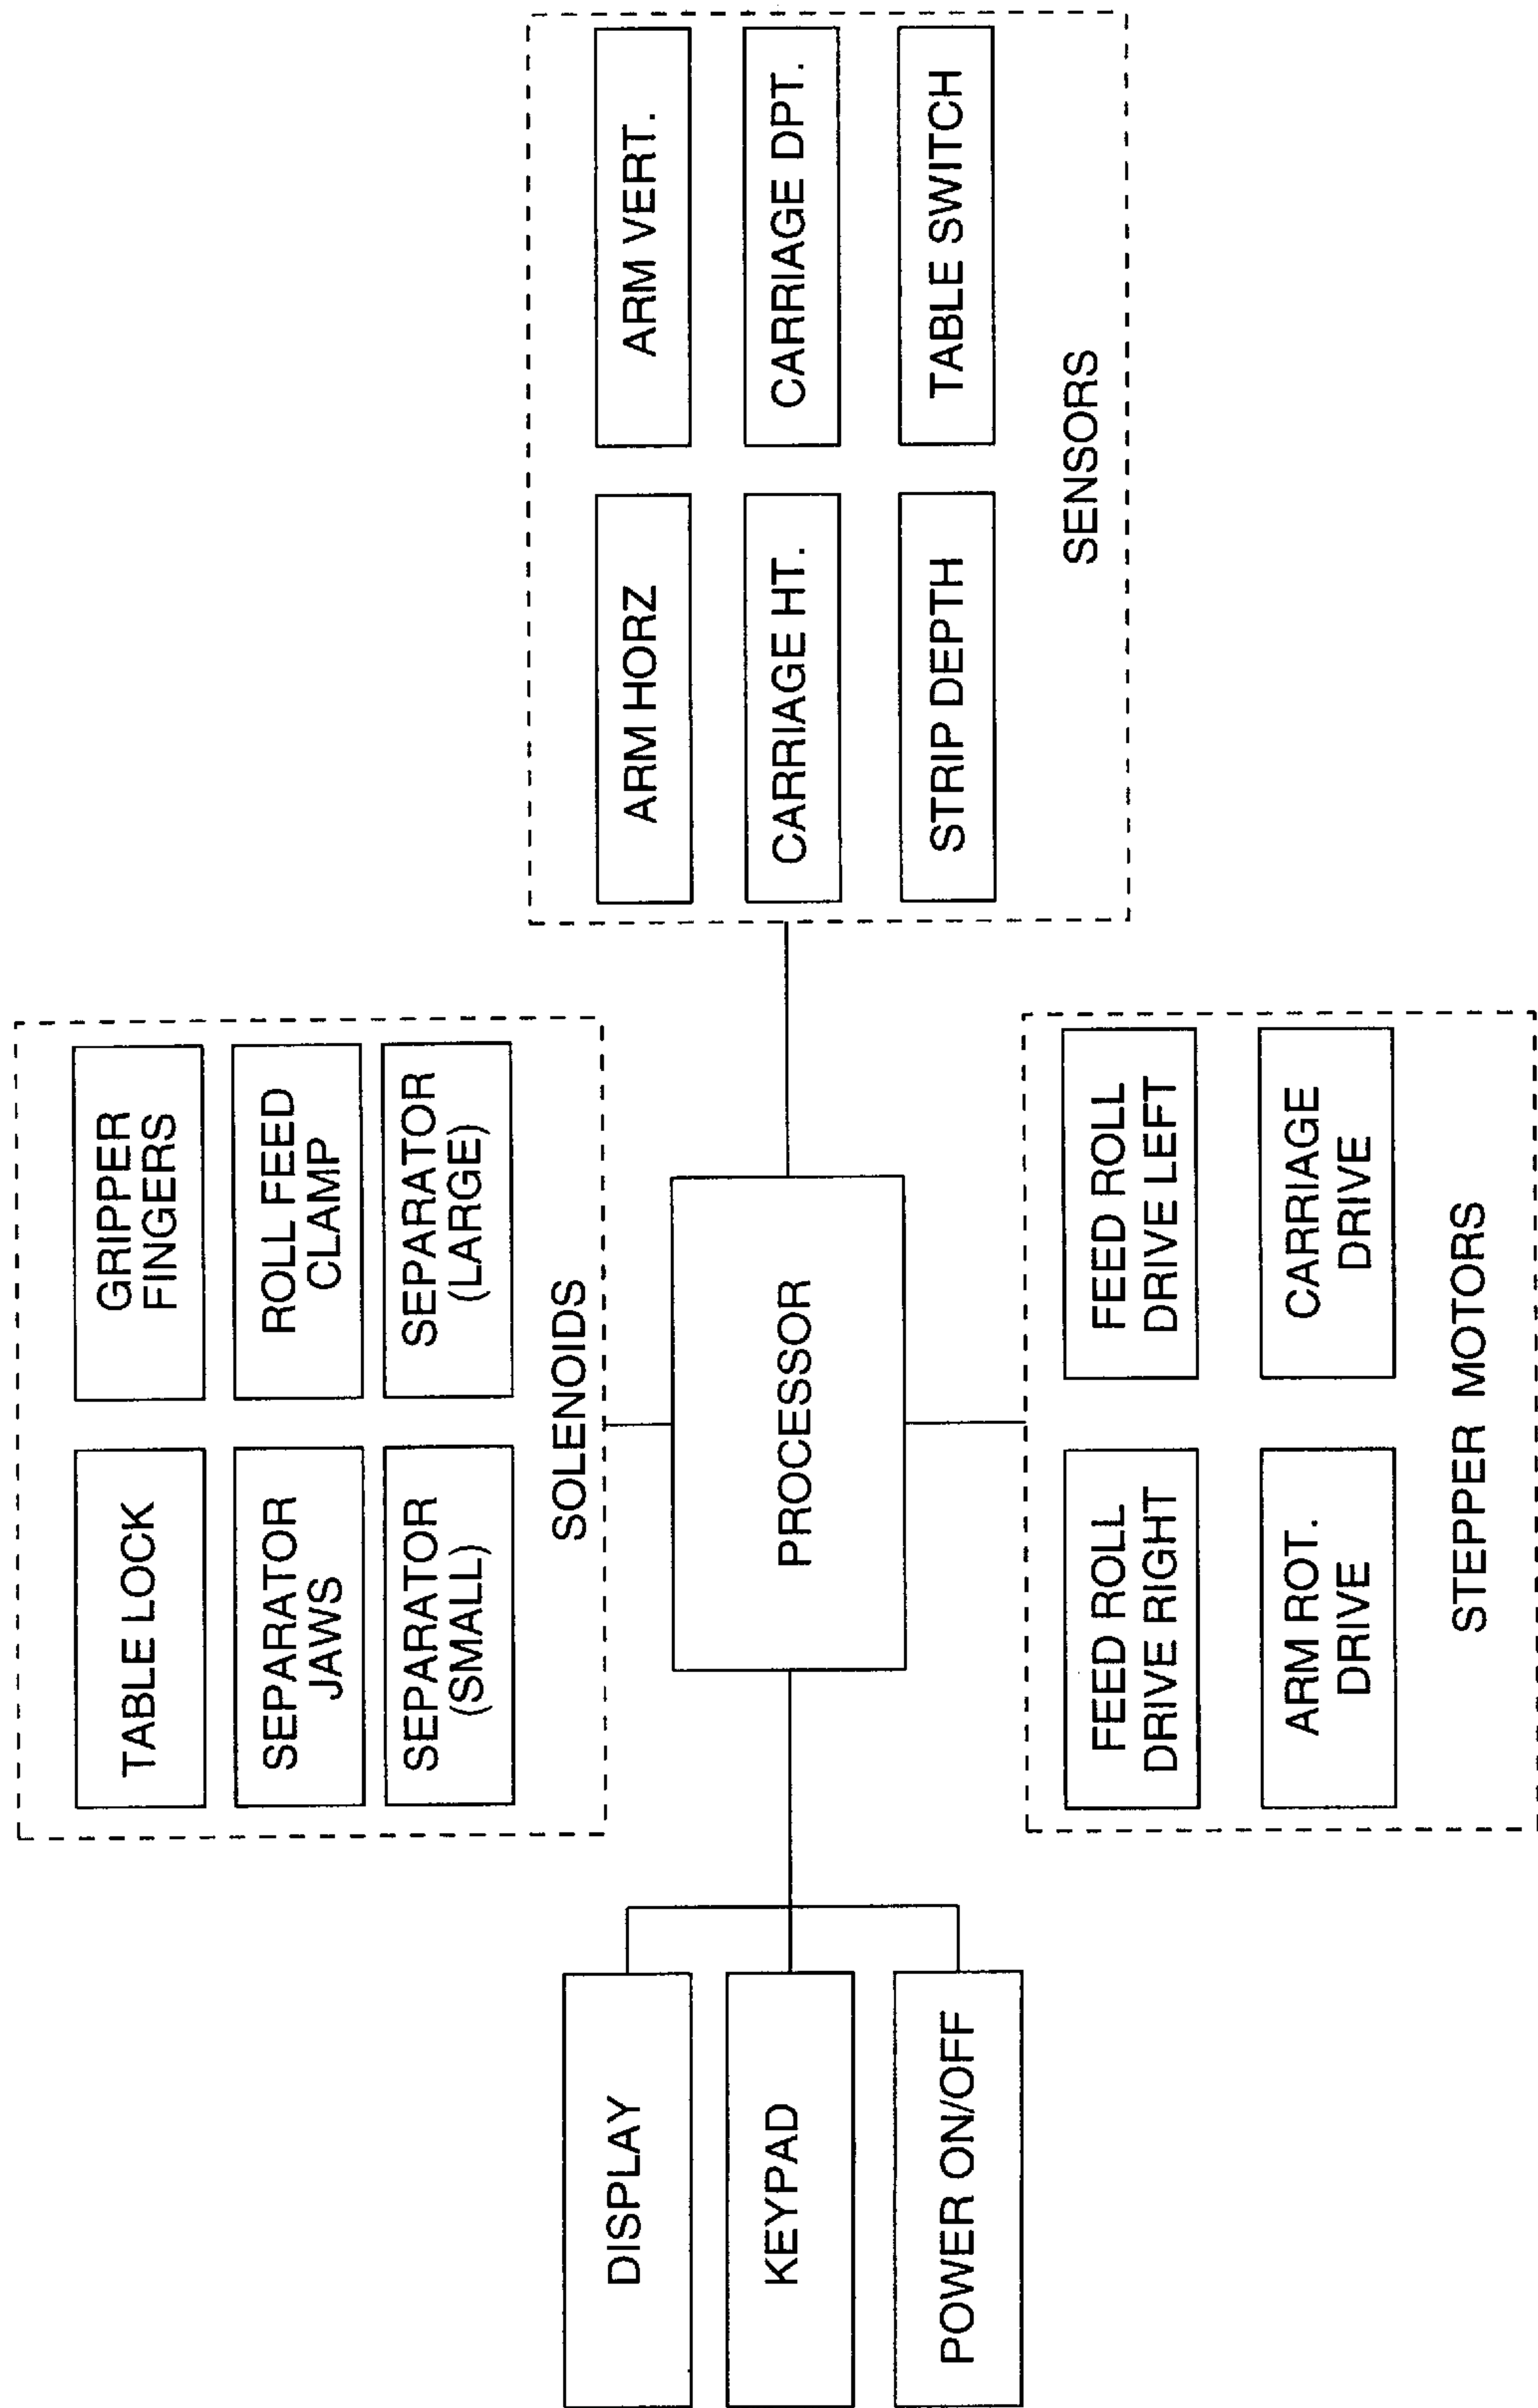 TABLE LOCK
GRIPPER
FINGERS
SEPARATOR
JAWS
ROLL FEED
CLAMP
SEPARATOR
(SMALL)
SEPARATOR
(LARGE)
SOLENOIDS
DISPLAY
KEYPAD
POWER ON/OFF
PROCESSOR
ARM HORZ
ARM VERT.
CARRIAGE HT.
CARRIAGE DPT.
STRIP DEPTH
TABLE SWITCH
SENSORS
FEED ROLL
DRIVE RIGHT
FEED ROLL
DRIVE LEFT
ARM ROT.
DRIVE
CARRIAGE
DRIVE
STEPPER MOTORS